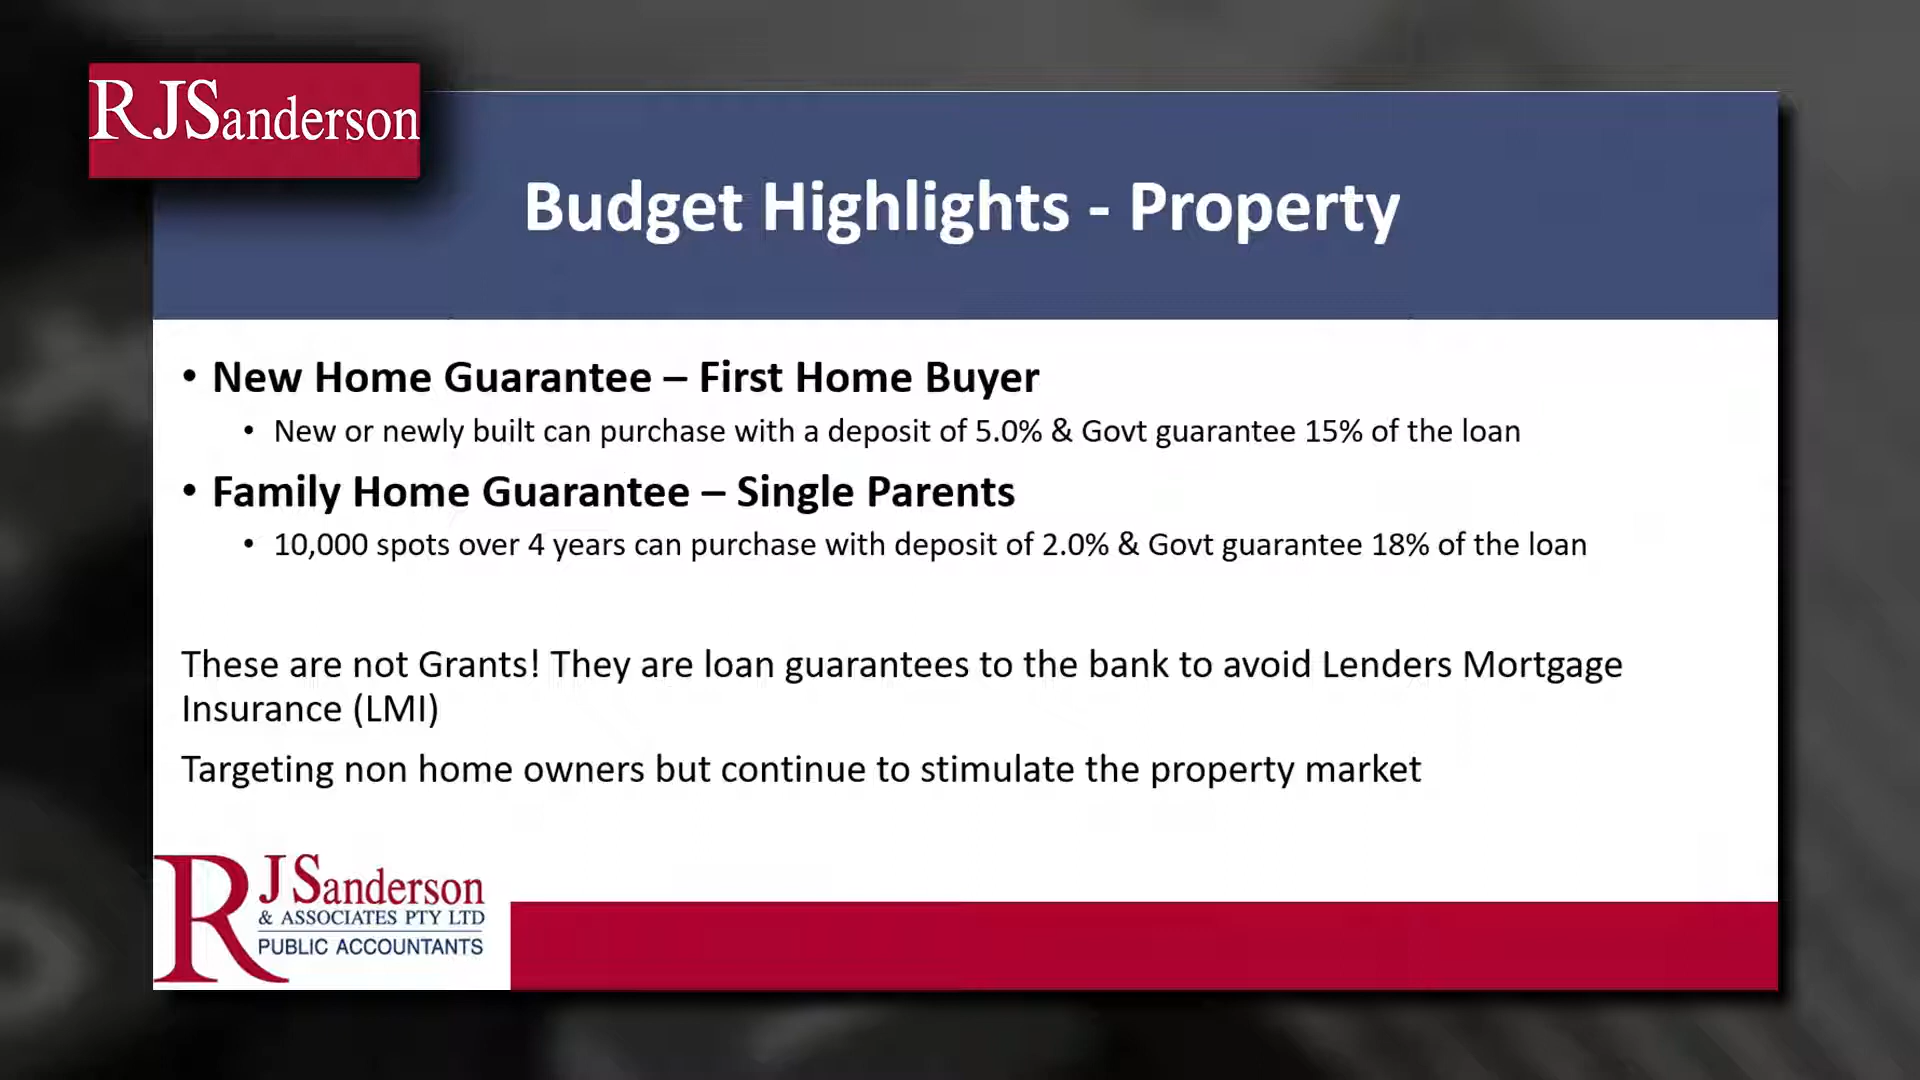 RJSanderson
Budget Highlights - Property
• New Home Guarantee – First Home Buyer
• New or newly built can purchase with a deposit of 5.0% & Govt guarantee 15% of the loan
• Family Home Guarantee – Single Parents
• 10,000 spots over 4 years can purchase with deposit of 2.0% & Govt guarantee 18% of the loan
These are not Grants! They are loan guarantees to the bank to avoid Lenders Mortgage
Insurance (LMI)
Targeting non home owners but continue to stimulate the property market
RJSanderson
& ASSOCIATES PTY LTD
PUBLIC ACCOUNTANTS